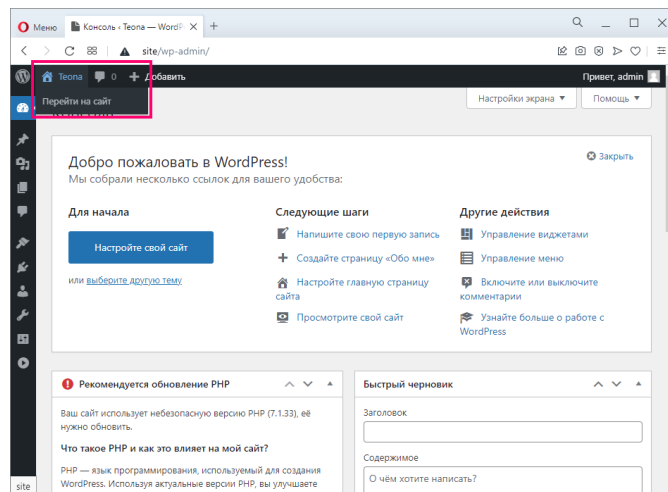 Меню
Консоль ‹ Teona — WordP
site/wp-admin/
Teona 0 Добавить
Привет, admin
Перейти на сайт
Настройки экрана ▼
Помощь ▼
Добро пожаловать в WordPress!
Закрыть
Мы собрали несколько ссылок для вашего удобства:
Для начала
Настройте свой сайт
или выберите другую тему
Следующие шаги
Напишите свою первую запись
Создайте страницу «Обо мне»
Настройте главную страницу
сайта
Просмотрите свой сайт
Другие действия
Управление виджетами
Управление меню
Включите или выключите
комментарии
Узнайте больше о работе с
WordPress
Рекомендуется обновление PHP
Ваш сайт использует небезопасную версию PHP (7.1.33), её
нужно обновить.
Что такое PHP и как это влияет на мой сайт?
PHP — язык программирования, используемый для создания
WordPress. Используя актуальные версии PHP, вы улучшаете
Быстрый черновик
Заголовок
Содержимое
О чём хотите написать?
site